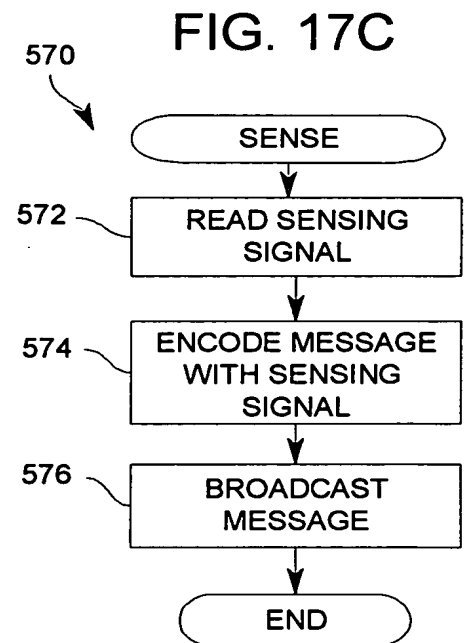 FIG. 17C
570
SENSE
572
READ SENSING
SIGNAL
574
ENCODE MESSAGE
WITH SENSING
SIGNAL
576
BROADCAST
MESSAGE
END